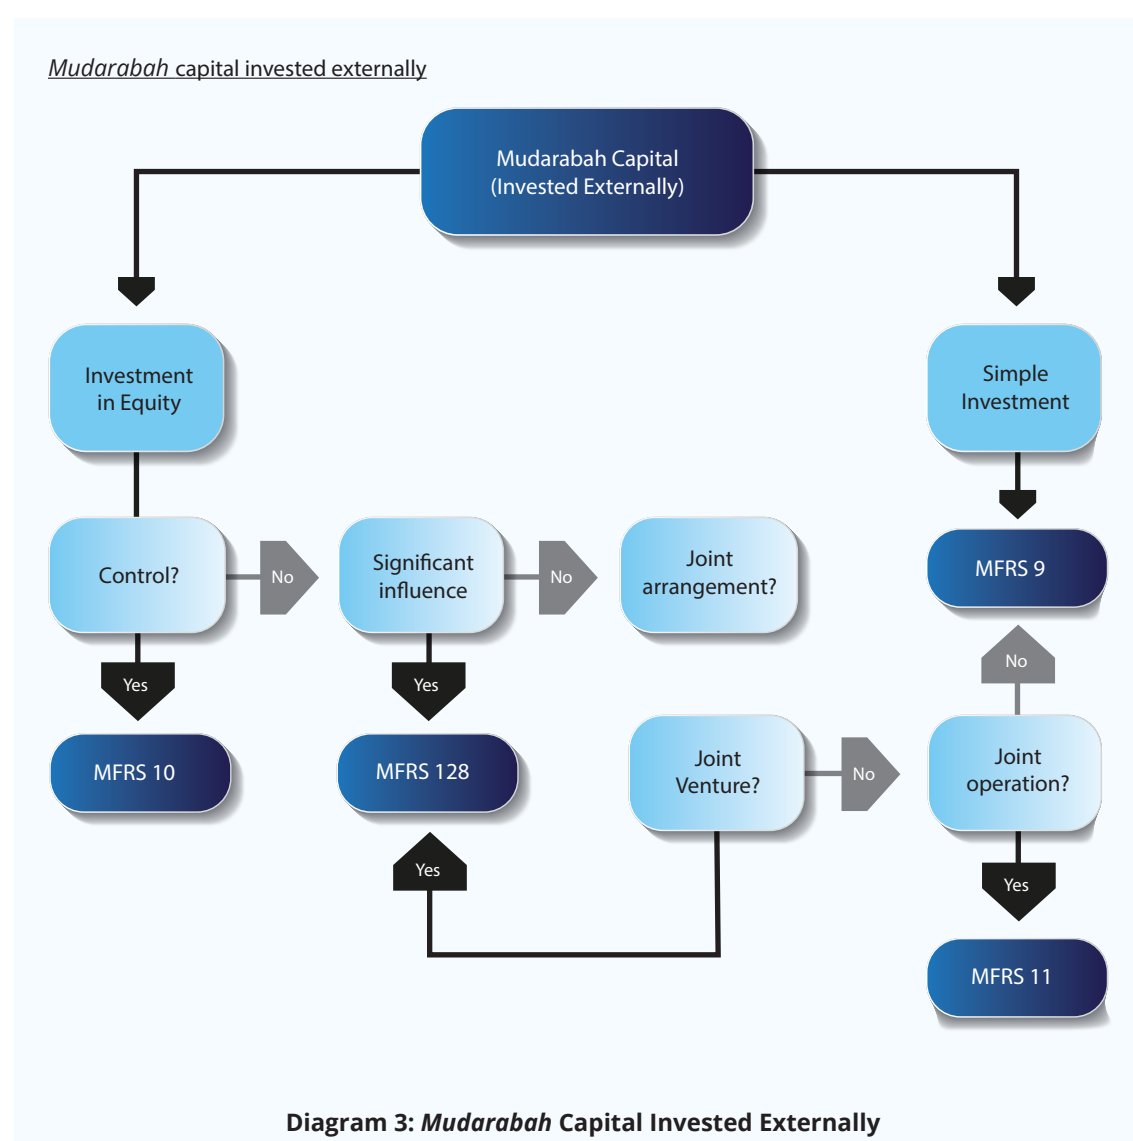 Mudarabah capital invested externally
Mudarabah Capital
(Invested Externally)
Investment
in Equity
Simple
Investment
Control?
No
Significant
influence
No
Joint
arrangement?
MFRS 9
Yes
Yes
No
MFRS 10
MFRS 128
Joint
Venture?
No
Joint
operation?
Yes
Yes
MFRS 11
Diagram 3: Mudarabah Capital Invested Externally